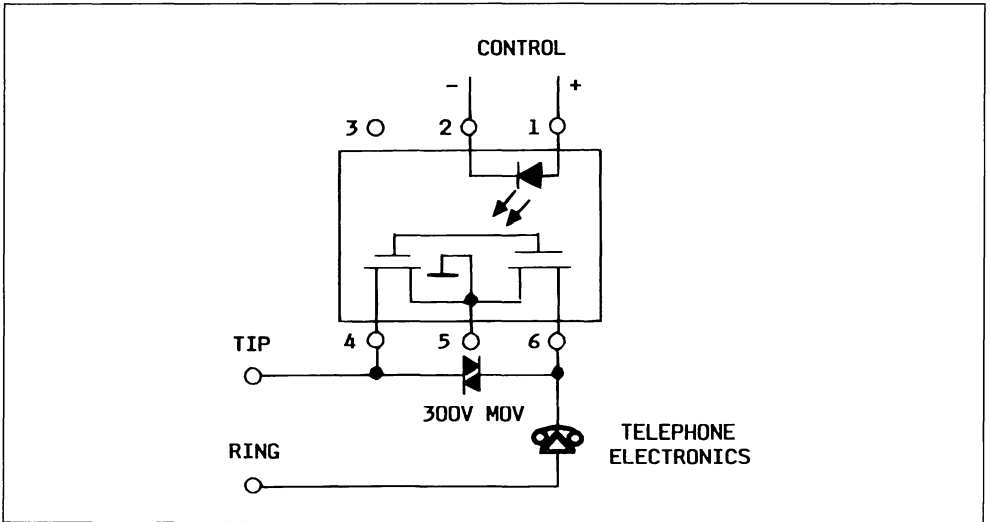 CONTROL
- +
3 2 1
4 5 6
TIP
300V MOV
TELEPHONE
ELECTRONICS
RING